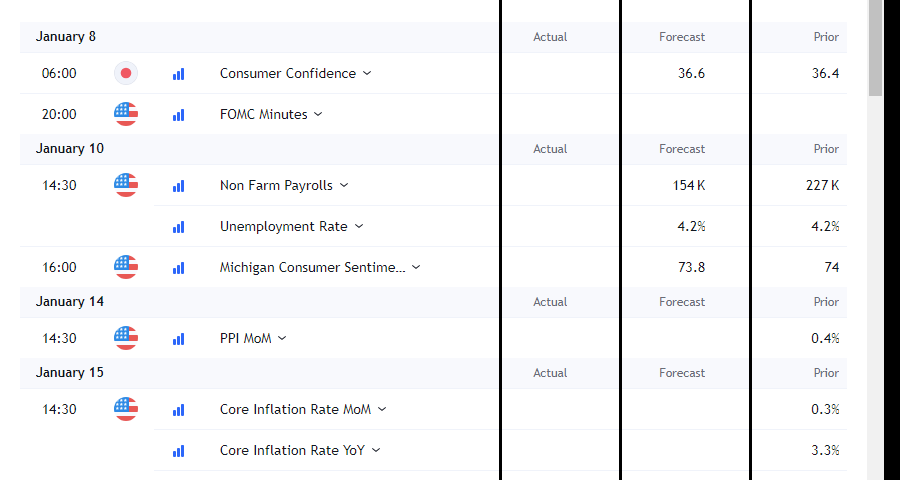 January 8 Actual Forecast Prior
06:00 Consumer Confidence 36.6 36.4
20:00 FOMC Minutes
January 10 Actual Forecast Prior
14:30 Non Farm Payrolls 154 K 227 K
Unemployment Rate 4.2% 4.2%
16:00 Michigan Consumer Sentime... 73.8 74
January 14 Actual Forecast Prior
14:30 PPI MoM 0.4%
January 15 Actual Forecast Prior
14:30 Core Inflation Rate MoM 0.3%
Core Inflation Rate YoY 3.3%